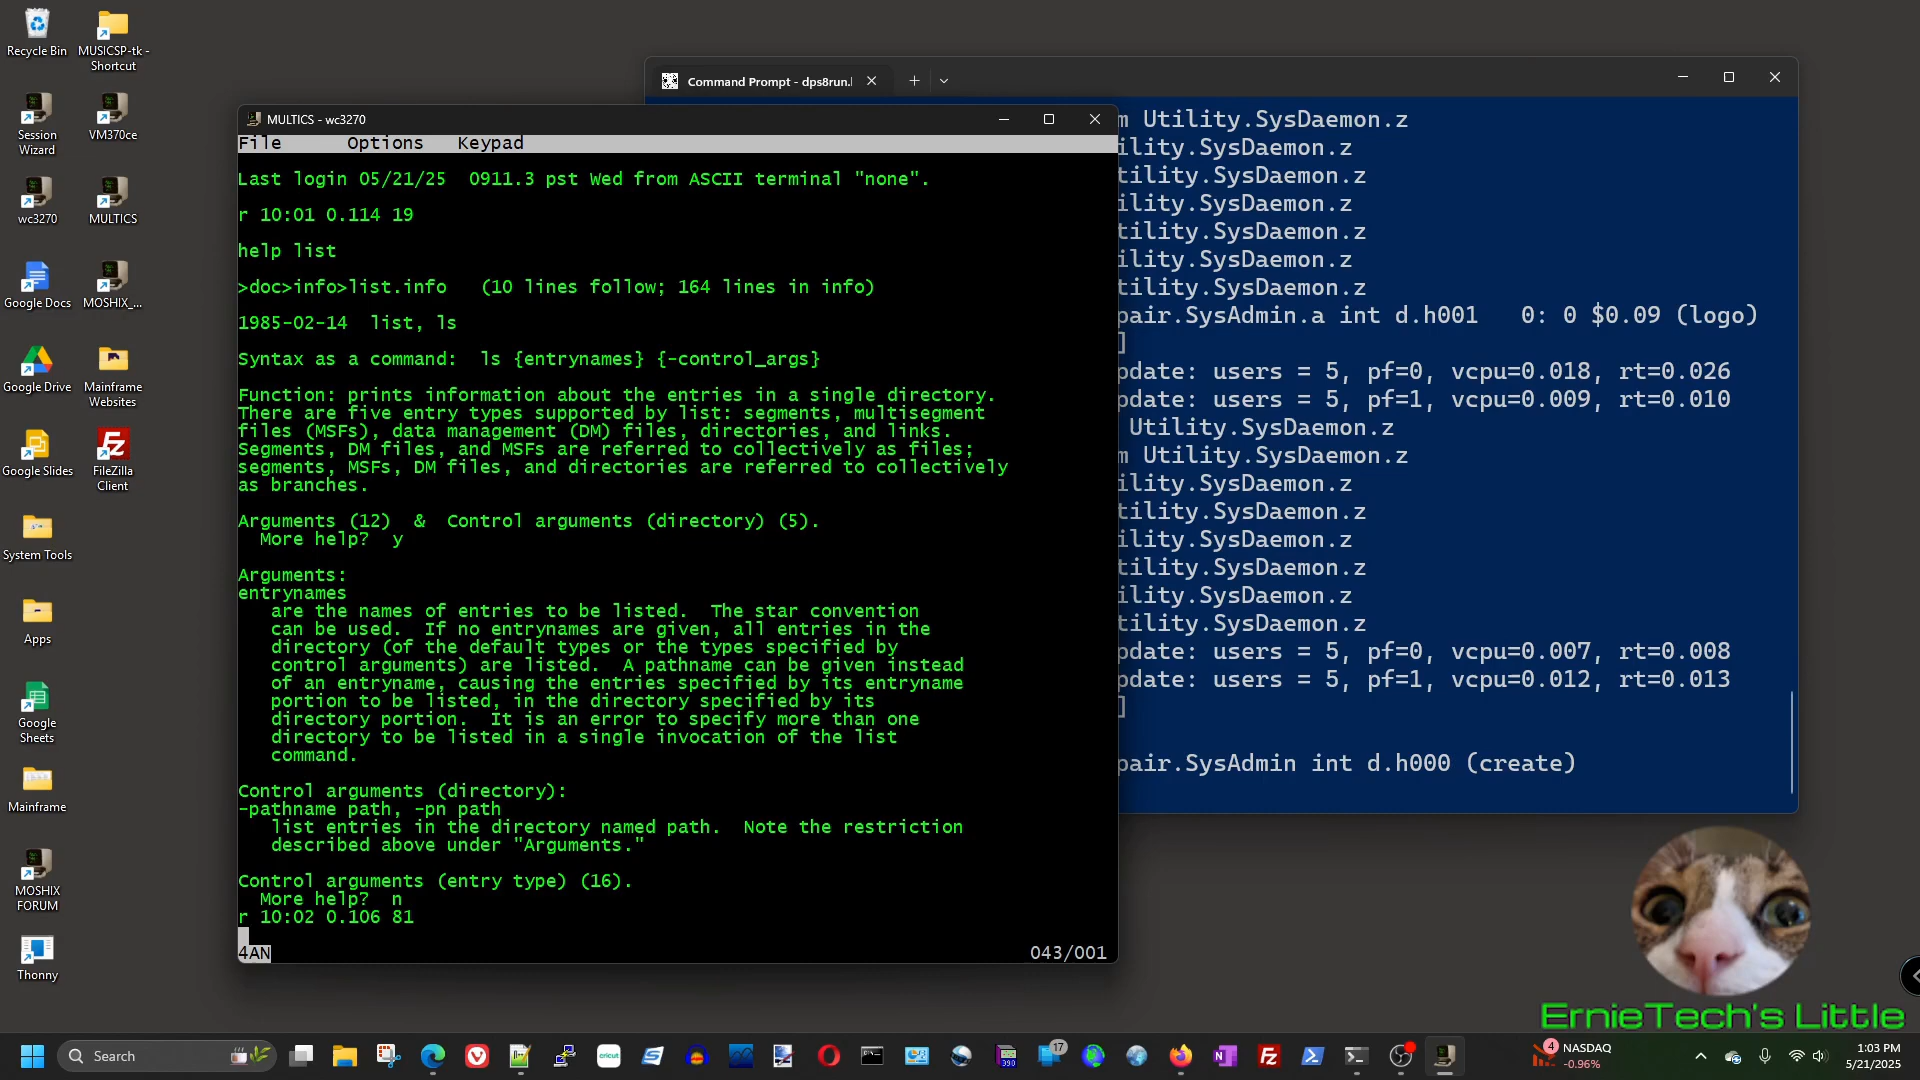 Recycle Bin
MUSICSP-tk -
Shortcut
Session
Wizard
VM370ce
wc3270
MULTICS
Google Docs
MOSHIX_...
Google Drive
Mainframe
Websites
Google Slides
FileZilla
Client
System Tools
Apps
Google
Sheets
Mainframe
MOSHIX
FORUM
Thonny
MULTICS - wc3270
File Options Keypad
Last login 05/21/25 0911.3 pst Wed from ASCII terminal "none".
r 10:01 0.114 19
help list
>doc>info>list.info (10 lines follow; 164 lines in info)
1985-02-14 list, ls
Syntax as a command: ls {entrynames} {-control_args}
Function: prints information about the entries in a single directory.
There are five entry types supported by list: segments, multisegment
files (MSFs), data management (DM) files, directories, and links.
Segments, DM files, and MSFs are referred to collectively as files;
segments, MSFs, DM files, and directories are referred to collectively
as branches.
Arguments (12) & Control arguments (directory) (5).
More help? y
Arguments:
entrynames
are the names of entries to be listed. The star convention
can be used. If no entrynames are given, all entries in the
directory (of the default types or the types specified by
control arguments) are listed. A pathname can be given instead
of an entryname, causing the entries specified by its entryname
portion to be listed, in the directory specified by its
directory portion. It is an error to specify more than one
directory to be listed in a single invocation of the list
command.
Control arguments (directory):
-pathname path, -pn path
list entries in the directory named path. Note the restriction
described above under "Arguments."
Control arguments (entry type) (16).
More help? n
r 10:02 0.106 81
4AN 043/001
Command Prompt - dps8run.l
m Utility.SysDaemon.z
ility.SysDaemon.z
tility.SysDaemon.z
ility.SysDaemon.z
tility.SysDaemon.z
ility.SysDaemon.z
tility.SysDaemon.z
pair.SysAdmin.a int d.h001 0: 0 $0.09 (logo)
]
pdate: users = 5, pf=0, vcpu=0.018, rt=0.026
pdate: users = 5, pf=1, vcpu=0.009, rt=0.010
Utility.SysDaemon.z
m Utility.SysDaemon.z
ility.SysDaemon.z
tility.SysDaemon.z
ility.SysDaemon.z
tility.SysDaemon.z
ility.SysDaemon.z
tility.SysDaemon.z
pdate: users = 5, pf=0, vcpu=0.007, rt=0.008
pdate: users = 5, pf=1, vcpu=0.012, rt=0.013
]
pair.SysAdmin int d.h000 (create)
ErnieTech's Little
Search
cricut
390
17
4
NASDAQ
-0.96%
1:03 PM
5/21/2025